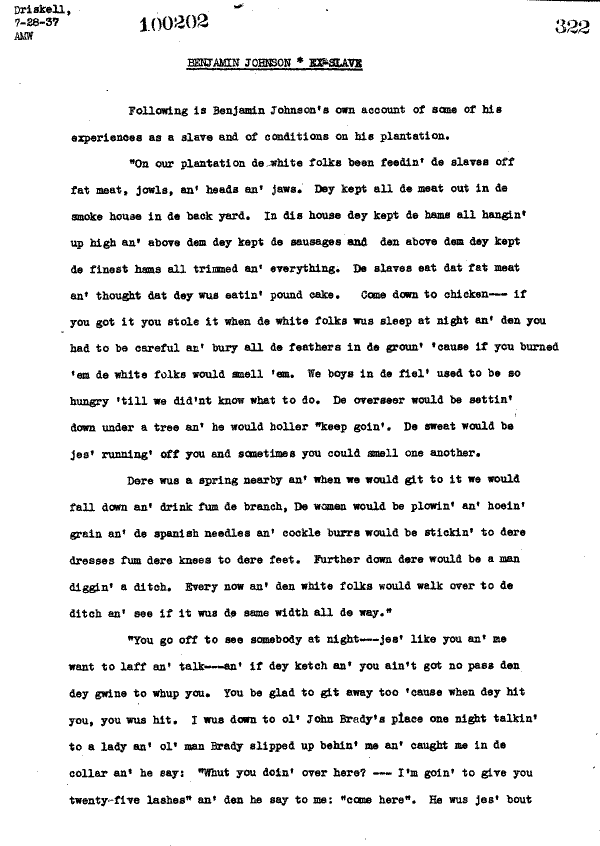 Driskell,
7-28-37
AMW
100202
322
BENJAMIN JOHNSON * EX-SLAVE
Following is Benjamin Johnson's own account of some of his
experiences as a slave and of conditions on his plantation.
"On our plantation de white folks been feedin' de slaves off
fat meat, jowls, an' heads an' jaws. Dey kept all de meat out in de
smoke house in de back yard. In dis house dey kept de hams all hangin'
up high an' above dem dey kept de sausages and den above dem dey kept
de finest hams all trimmed an' everything. De slaves eat dat fat meat
an' thought dat dey wus eatin' pound cake. Come down to chicken--- if
you got it you stole it when de white folks wus sleep at night an' den you
had to be careful an' bury all de feathers in de groun' 'cause if you burned
'em de white folks would smell 'em. We boys in de fiel' used to be so
hungry 'till we did'nt know what to do. De overseer would be settin'
down under a tree an' he would holler "keep goin'. De sweat would be
jes' running' off you and sometimes you could smell one another.
Dere wus a spring nearby an' when we would git to it we would
fall down an' drink fum de branch, De women would be plowin' an' hoein'
grain an' de spanish needles an' cockle burrs would be stickin' to dere
dresses fum dere knees to dere feet. Further down dere would be a man
diggin' a ditch. Every now an' den white folks would walk over to de
ditch an' see if it wus de same width all de way."
"You go off to see somebody at night---jes' like you an' me
want to laff an' talk---an' if dey ketch an' you ain't got no pass den
dey gwine to whup you. You be glad to git away too 'cause when dey hit
you, you wus hit. I wus down to ol' John Brady's place one night talkin'
to a lady an' ol' man Brady slipped up behin' me an' caught me in de
collar an' he say: "Whut you doin' over here? --- I'm goin' to give you
twenty-five lashes" an' den he say to me: "come here". He wus jes' bout